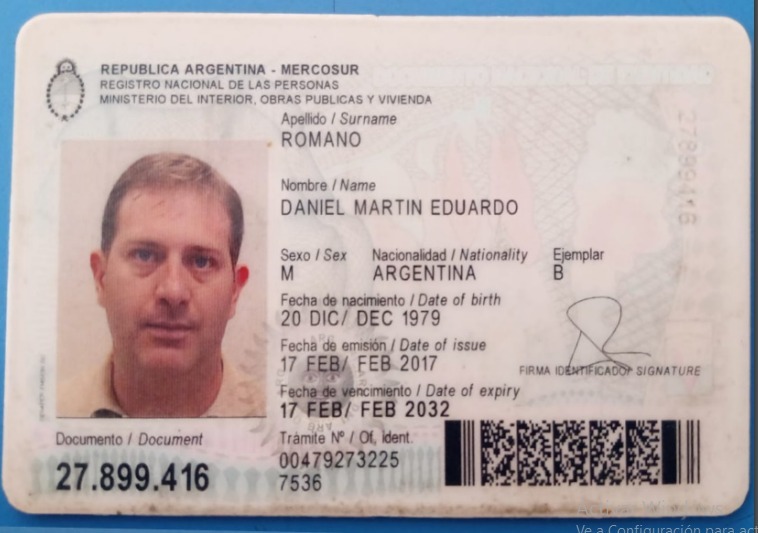 REPUBLICA ARGENTINA - MERCOSUR
REGISTRO NACIONAL DE LAS PERSONAS
MINISTERIO DEL INTERIOR, OBRAS PUBLICAS Y VIVIENDA
Apellido / Surname
ROMANO
Nombre / Name
DANIEL MARTIN EDUARDO
Sexo / Sex Nacionalidad / Nationality Ejemplar
M ARGENTINA B
Fecha de nacimiento / Date of birth
20 DIC/ DEC 1979
Fecha de emisión / Date of issue
17 FEB/ FEB 2017
FIRMA IDENTIFICADO/ SIGNATURE
Fecha de vencimiento / Date of expiry
17 FEB/ FEB 2032
Documento / Document
27.899.416
Trámite Nº / Of. Ident.
00479273225
7536
27899416
Ve a Configuración para